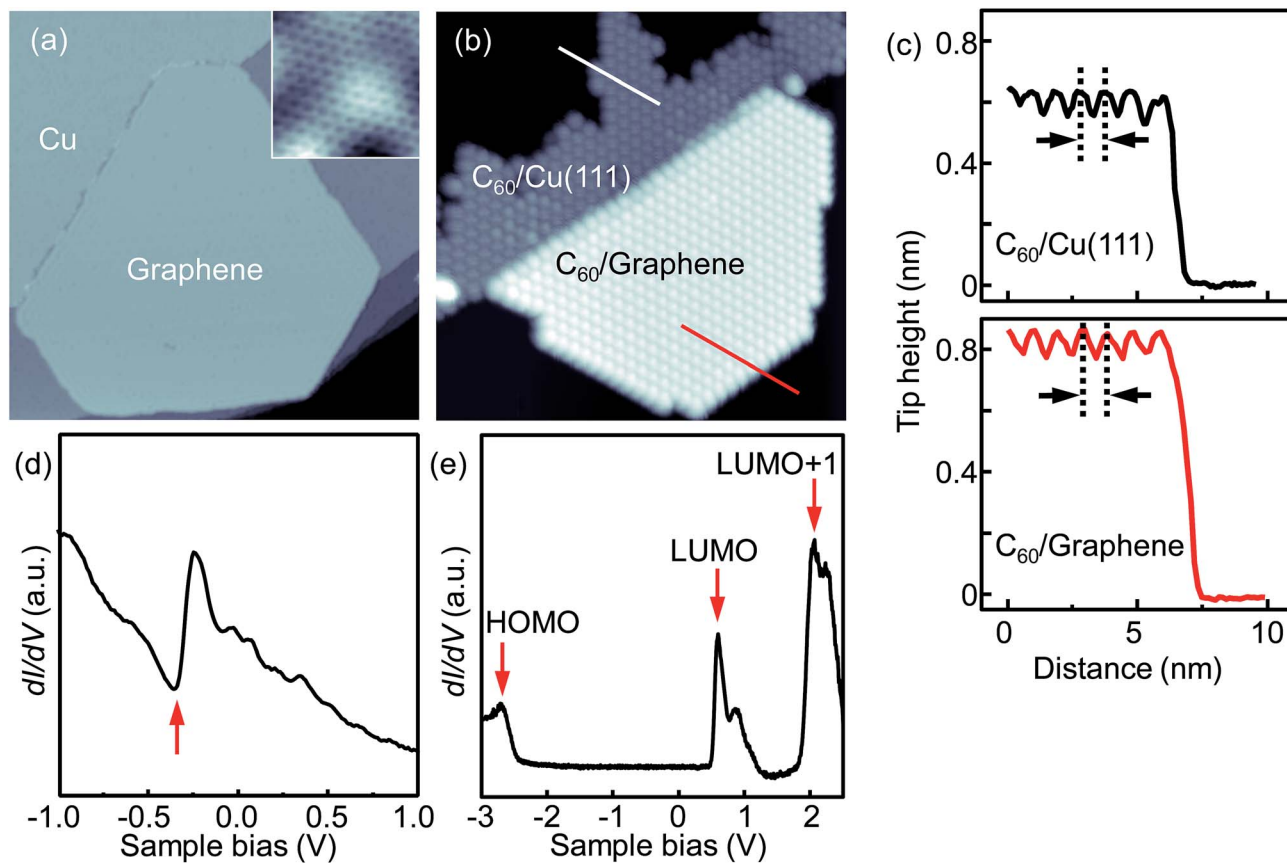 (a)
Cu
Graphene
(b)
C₆₀/Cu(111)
C₆₀/Graphene
(c)
0.8
0.4
0
C₆₀/Cu(111)
0.8
0.4
0
C₆₀/Graphene
Tip height (nm)
0 5 10
Distance (nm)
(d)
dI/dV (a.u.)
-1.0 -0.5 0.0 0.5 1.0
Sample bias (V)
(e)
dI/dV (a.u.)
HOMO
LUMO
LUMO+1
-3 -2 -1 0 1 2
Sample bias (V)